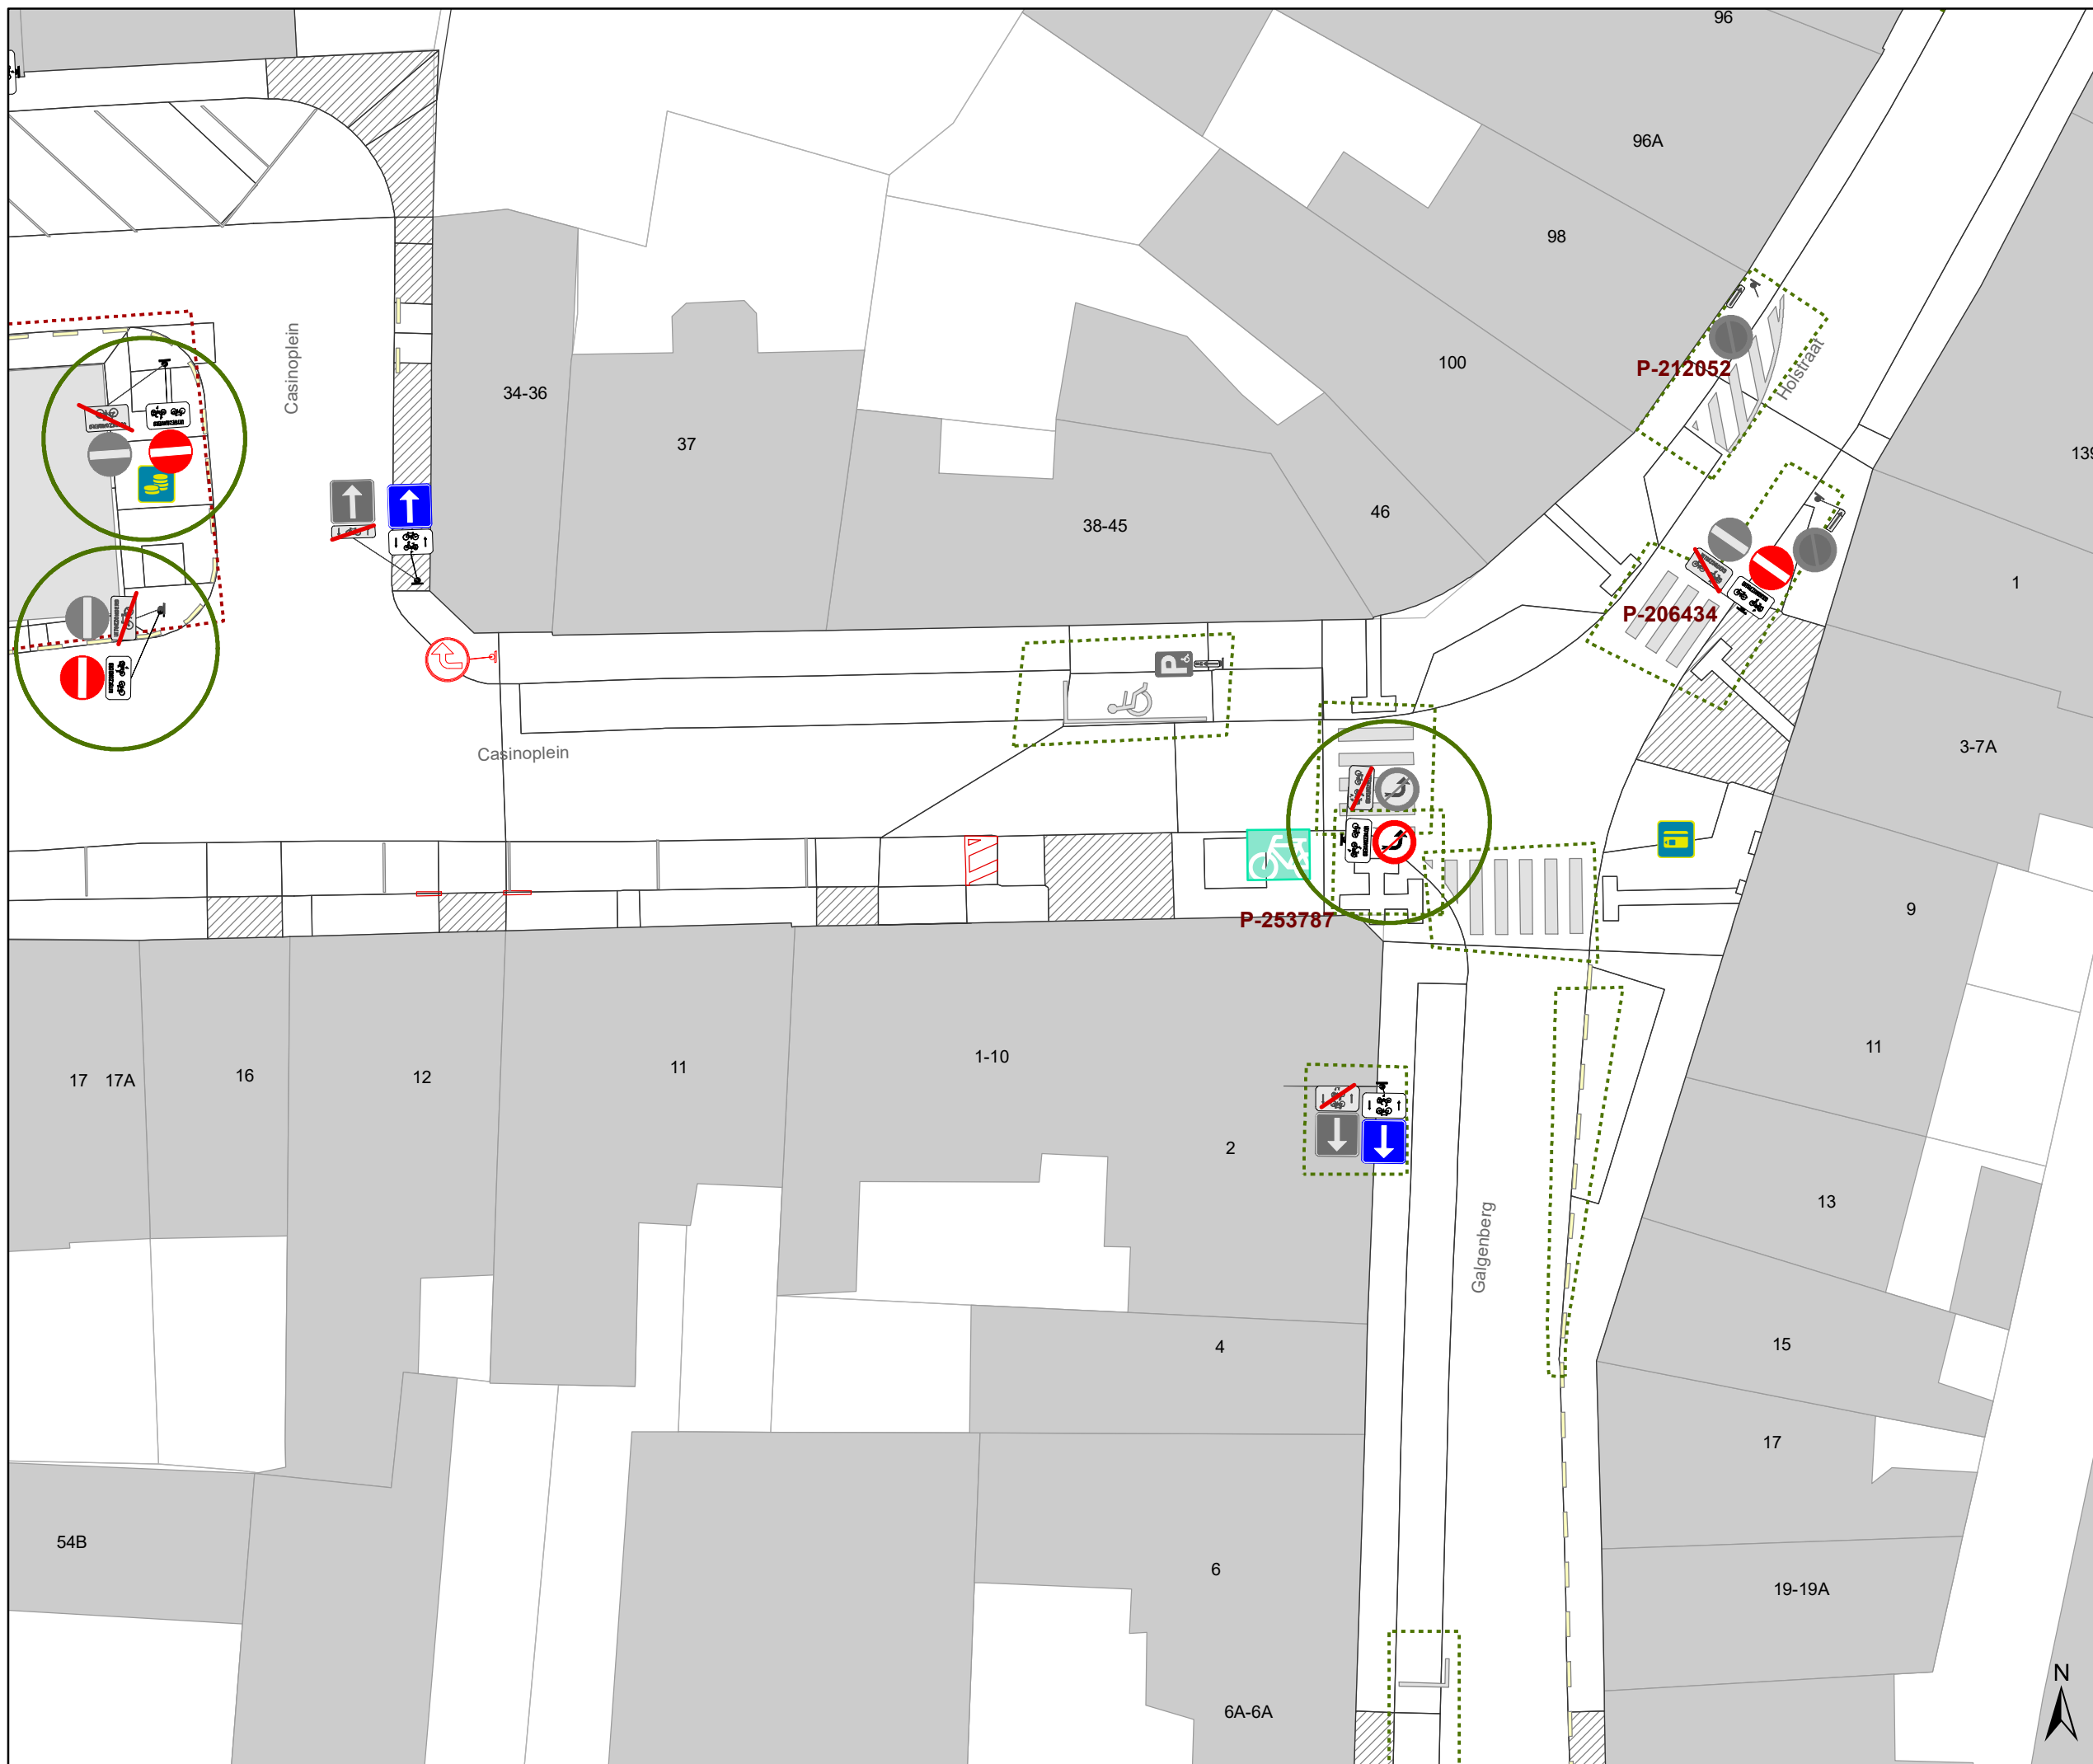 96
96A
98
P-212052
Holstraat
Casinoplein
100
34-36
37
139
38-45
46
1
P
P-206434
3-7A
Casinoplein
9
P-253787
11
1-10
17 17A
16
12
11
2
13
Galgenberg
4
15
17
54B
6
19-19A
6A-6A
N